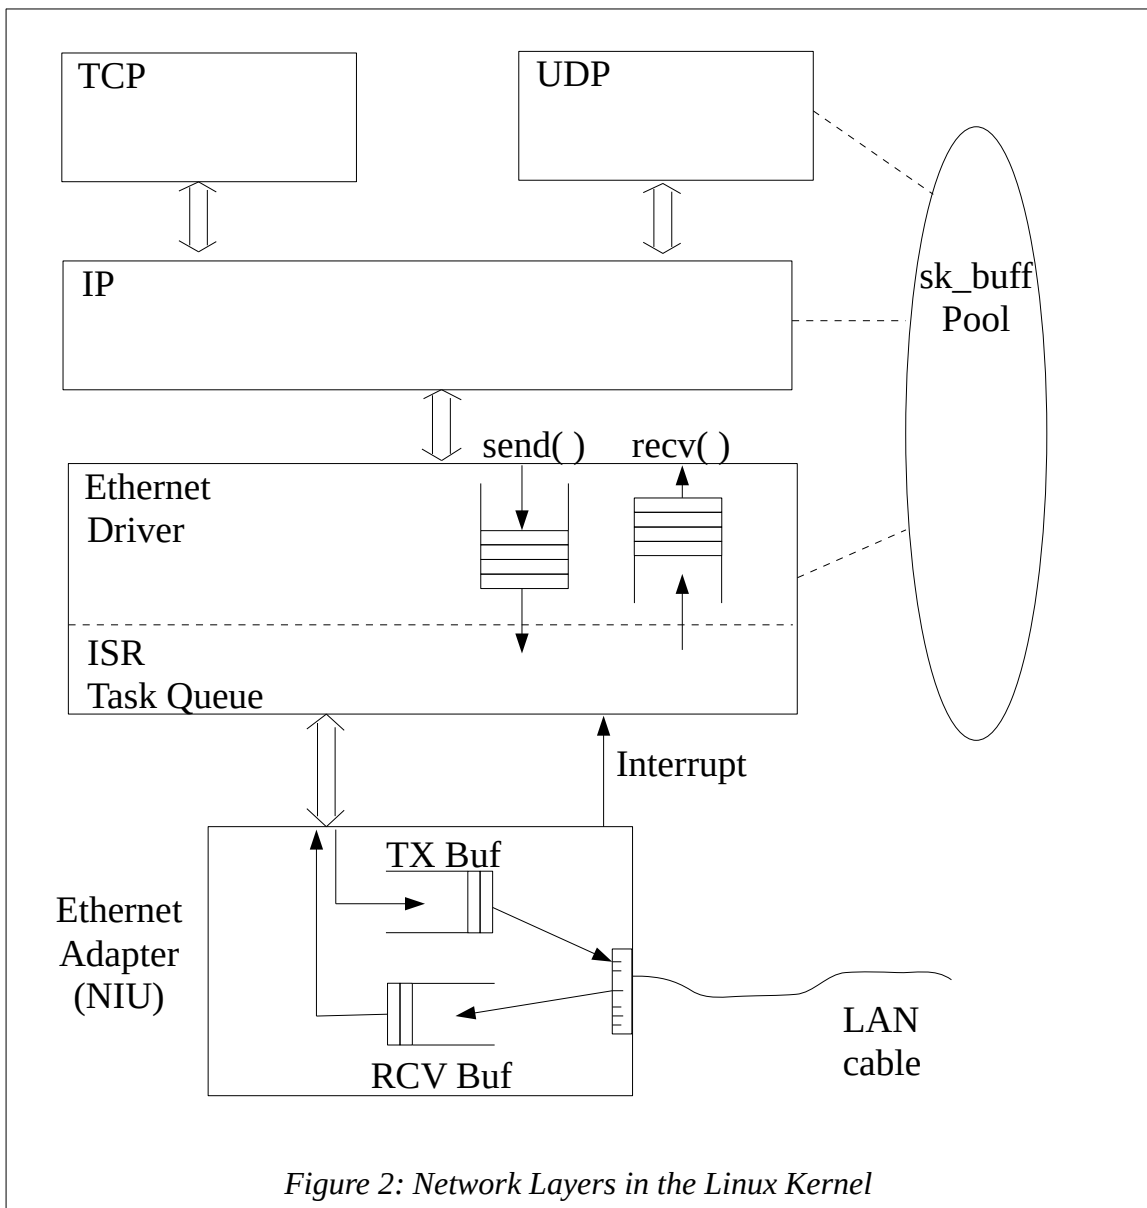 TCP
UDP
sk_buff
Pool
IP
send( )
recv( )
Ethernet
Driver
ISR
Task Queue
Interrupt
TX Buf
Ethernet
Adapter
(NIU)
RCV Buf
LAN
cable
Figure 2: Network Layers in the Linux Kernel